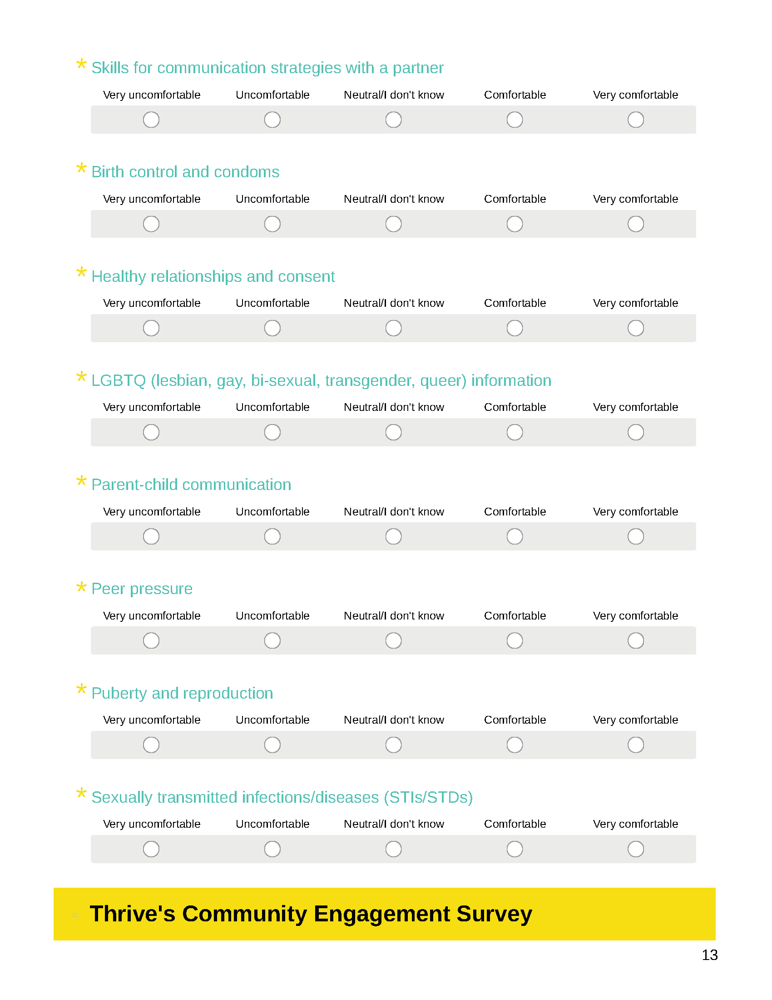 * Skills for communication strategies with a partner
Very uncomfortable Uncomfortable Neutral/I don't know Comfortable Very comfortable
* Birth control and condoms
Very uncomfortable Uncomfortable Neutral/I don't know Comfortable Very comfortable
* Healthy relationships and consent
Very uncomfortable Uncomfortable Neutral/I don't know Comfortable Very comfortable
* LGBTQ (lesbian, gay, bi-sexual, transgender, queer) information
Very uncomfortable Uncomfortable Neutral/I don't know Comfortable Very comfortable
* Parent-child communication
Very uncomfortable Uncomfortable Neutral/I don't know Comfortable Very comfortable
* Peer pressure
Very uncomfortable Uncomfortable Neutral/I don't know Comfortable Very comfortable
* Puberty and reproduction
Very uncomfortable Uncomfortable Neutral/I don't know Comfortable Very comfortable
* Sexually transmitted infections/diseases (STIs/STDs)
Very uncomfortable Uncomfortable Neutral/I don't know Comfortable Very comfortable
Thrive's Community Engagement Survey
13